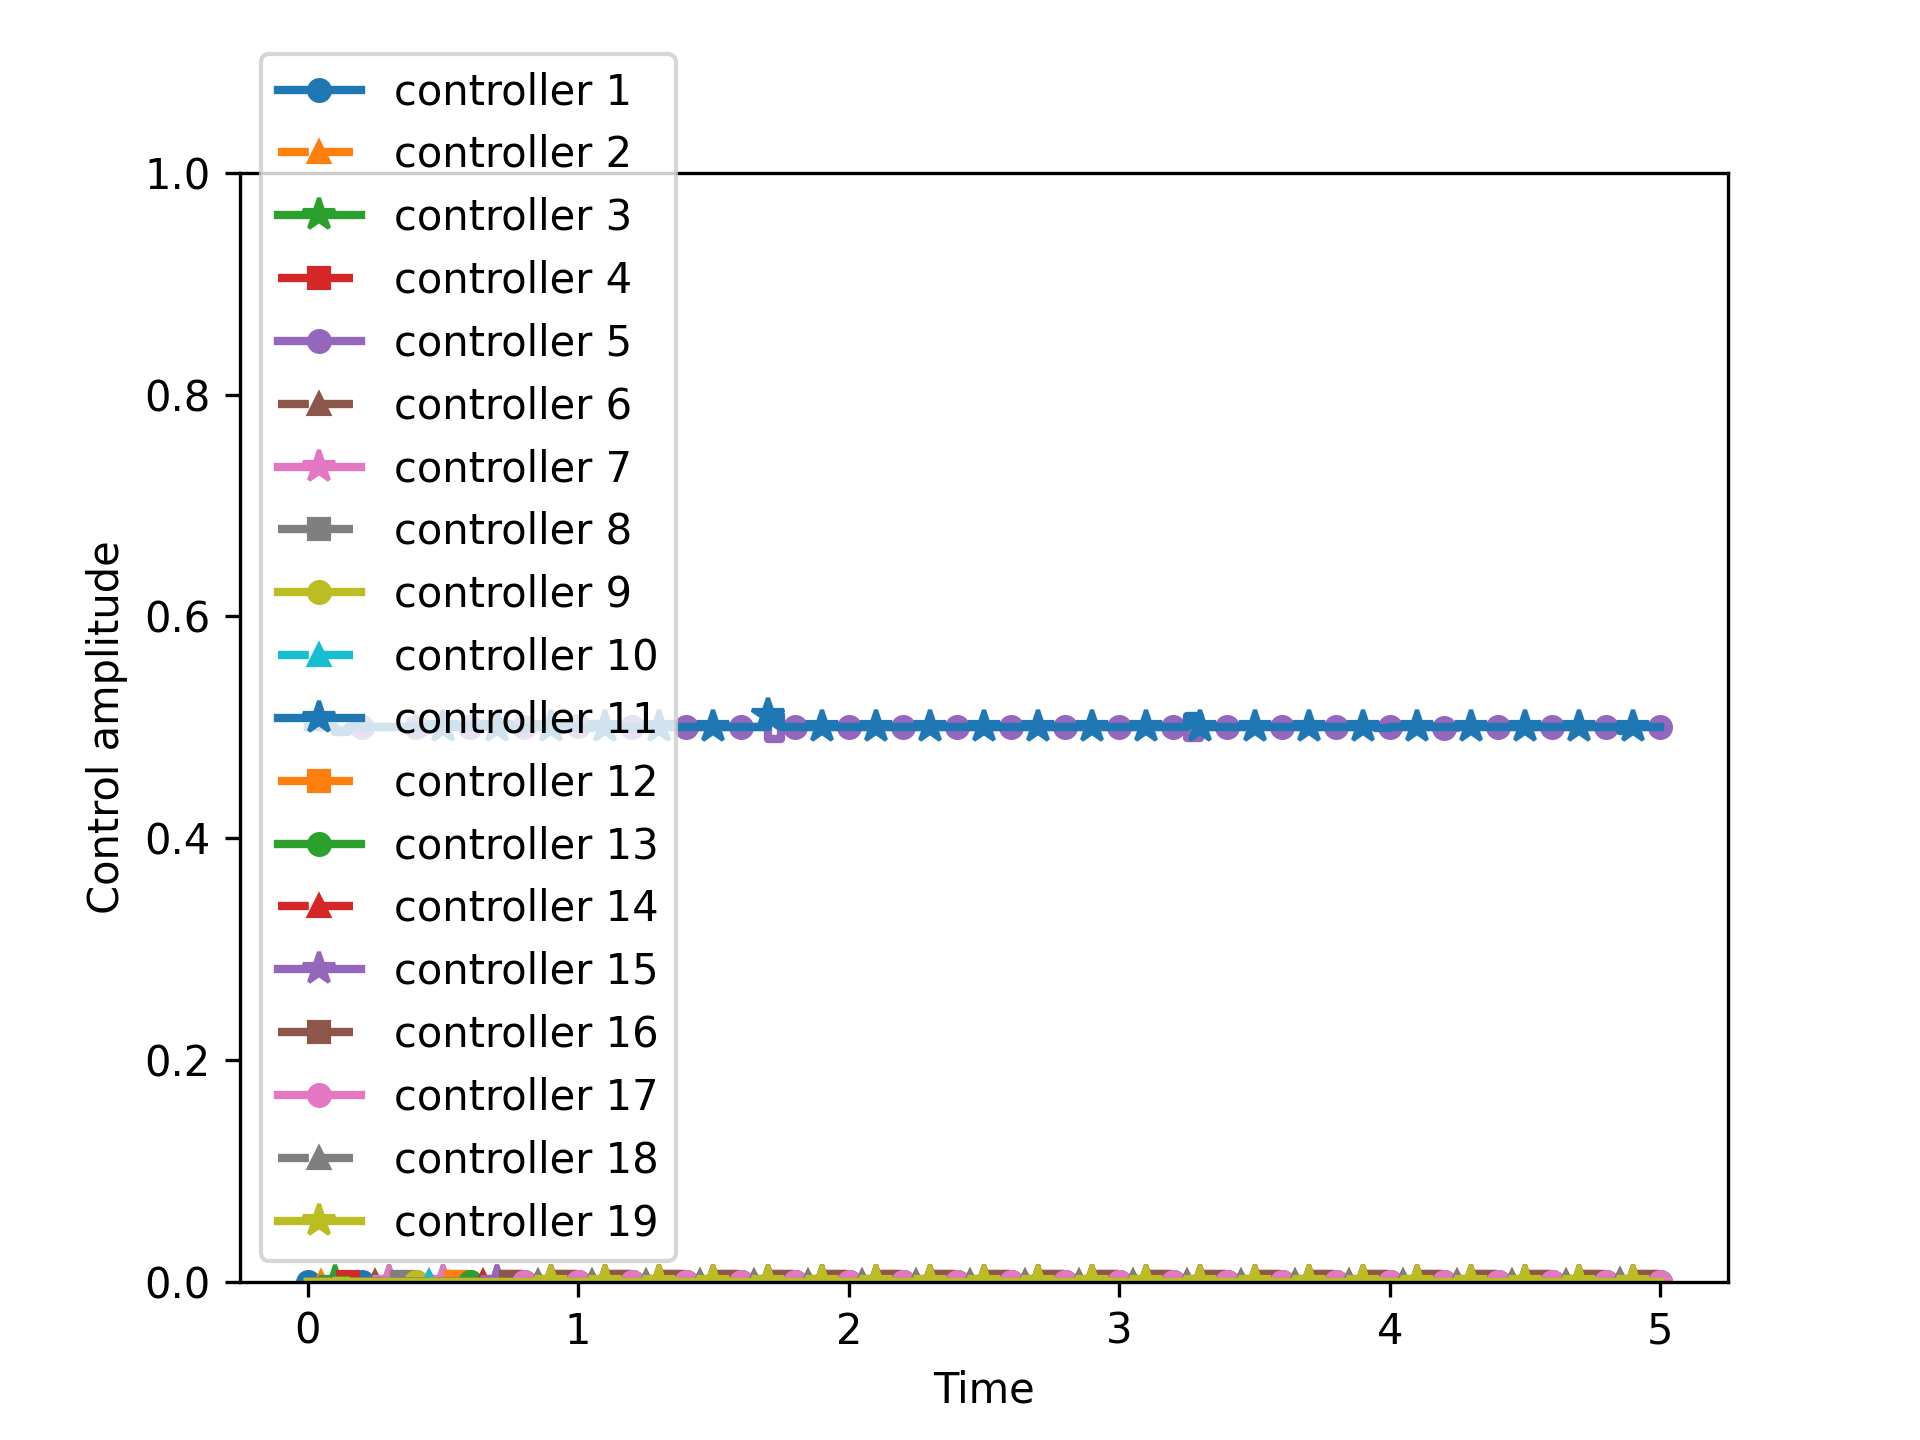 controller 1
controller 2
controller 3
controller 4
controller 5
controller 6
controller 7
controller 8
controller 9
controller 10
controller 11
controller 12
controller 13
controller 14
controller 15
controller 16
controller 17
controller 18
controller 19
1.0
0.8
0.6
0.4
0.2
0.0
Control amplitude
0 1 2 3 4 5
Time